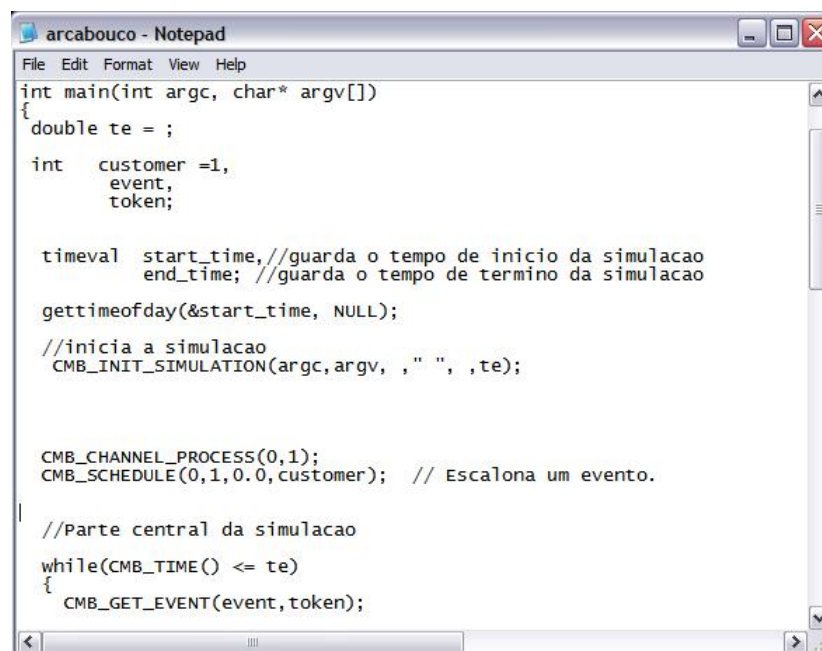 arcabouco - Notepad
File Edit Format View Help
int main(int argc, char* argv[])
{
double te = ;
int customer =1,
event,
token;
timeval start_time,//guarda o tempo de inicio da simulacao
end_time; //guarda o tempo de termino da simulacao
gettimeofday(&start_time, NULL);
//inicia a simulacao
CMB_INIT_SIMULATION(argc,argv, ," ", ,te);
CMB_CHANNEL_PROCESS(0,1);
CMB_SCHEDULE(0,1,0.0,customer); // Escalona um evento.
//Parte central da simulacao
while(CMB_TIME() <= te)
{
CMB_GET_EVENT(event,token);